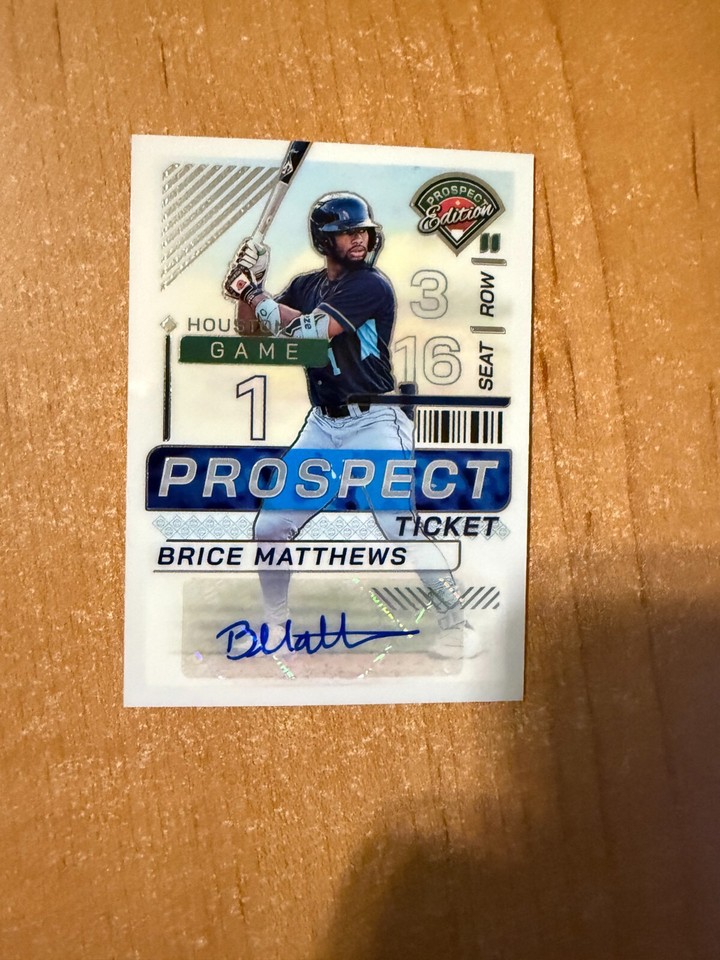 PROSPECT
Edition
HOUSTON
GAME
1
3
ROW
16
SEAT
PROSPECT
TICKET
BRICE MATTHEWS